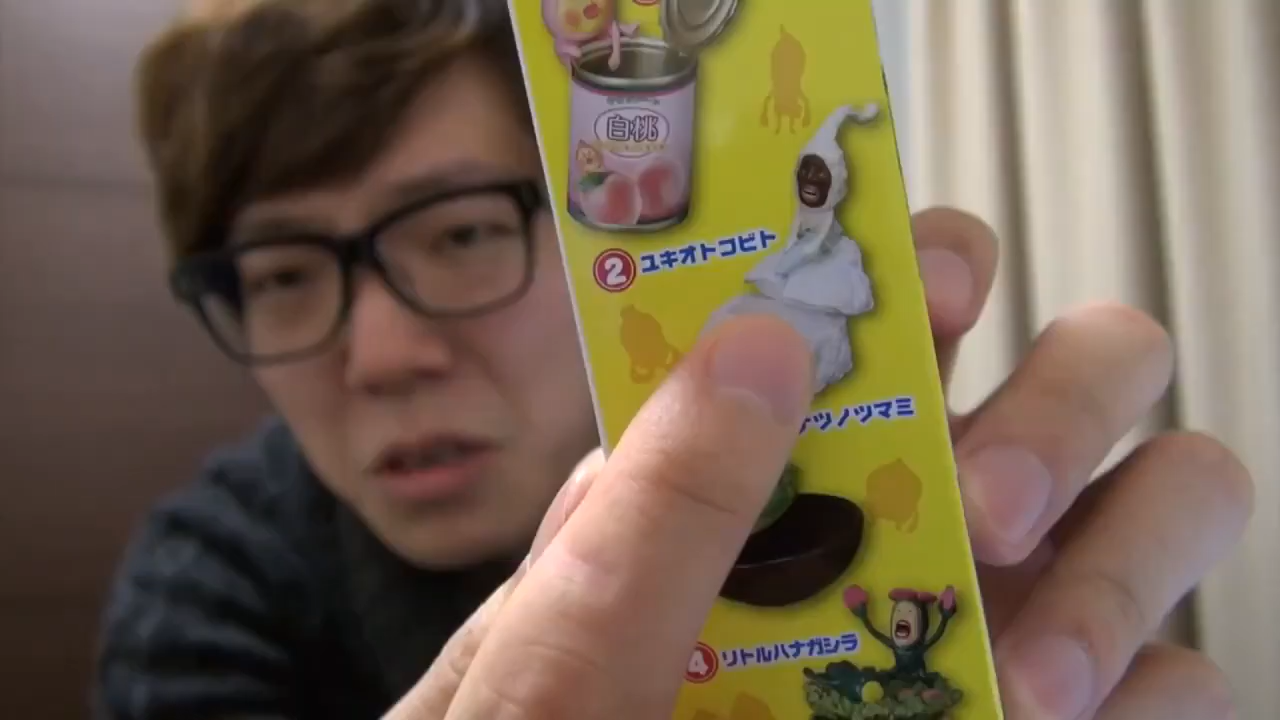 白桃
2 ユキオトコビト
ケツノツマミ
4 リトルハナガシラ